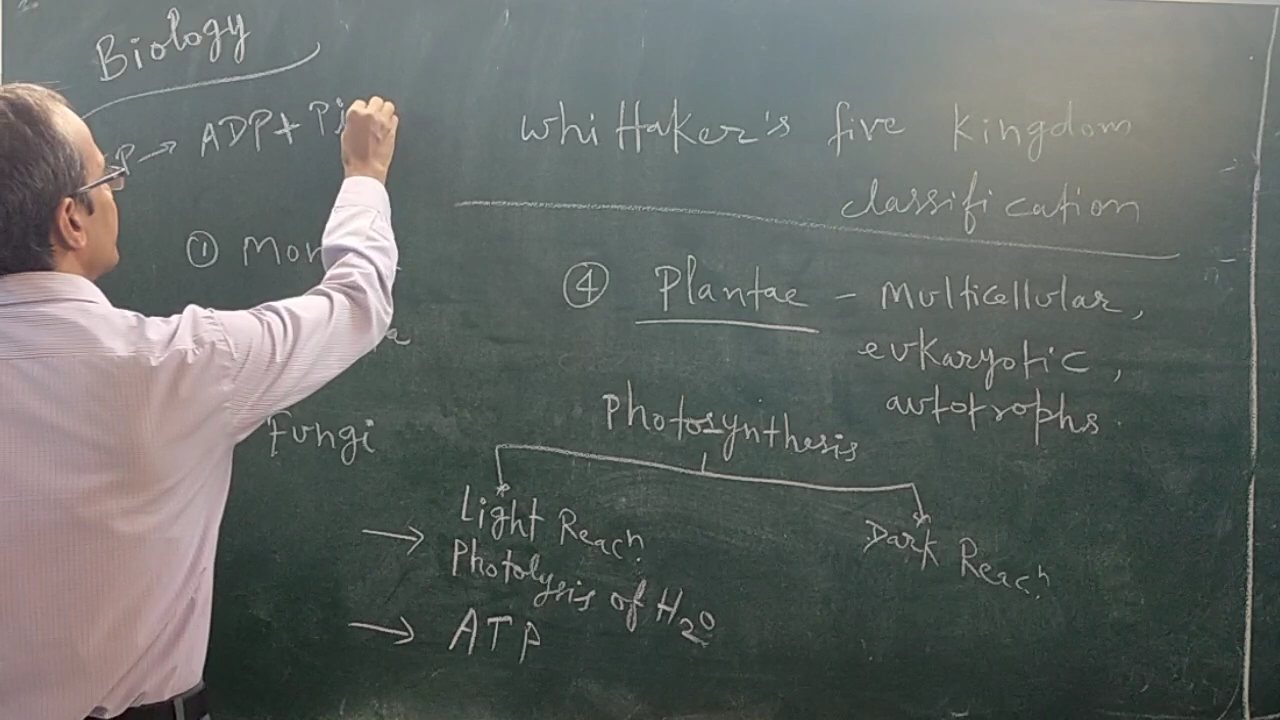 Biology
P → ADP + Pi
① Mon
a
Fungi
Whittaker's five kingdom
classification
④ Plantae - Multicellular,
eukaryotic,
autotrophs.
Photosynthesis
→ Light Reacn
Photolysis of H₂O
→ ATP
Dark Reacn